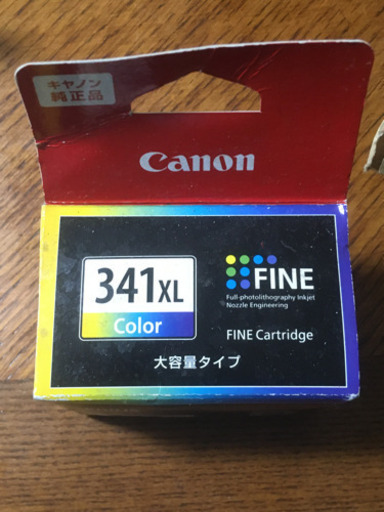 キヤノン
純正品
Canon
341XL
Color
FINE
Full-photolithography Inkjet
Nozzle Engineering
FINE Cartridge
大容量タイプ